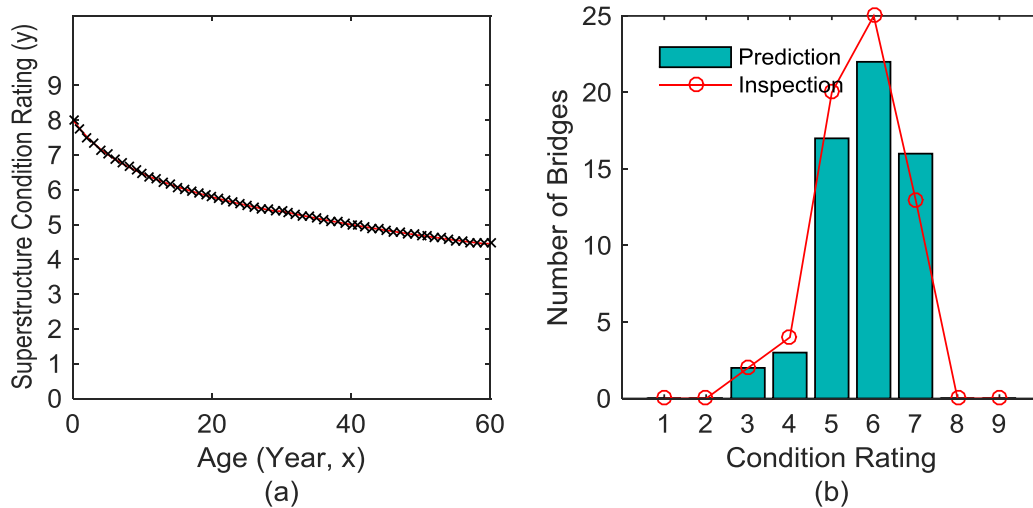 Superstructure Condition Rating (y)
9
8
7
6
5
4
3
2
1
0
0 20 40 60
Age (Year, x)
(a)
Number of Bridges
25
20
15
10
5
0
Prediction
Inspection
1 2 3 4 5 6 7 8 9
Condition Rating
(b)